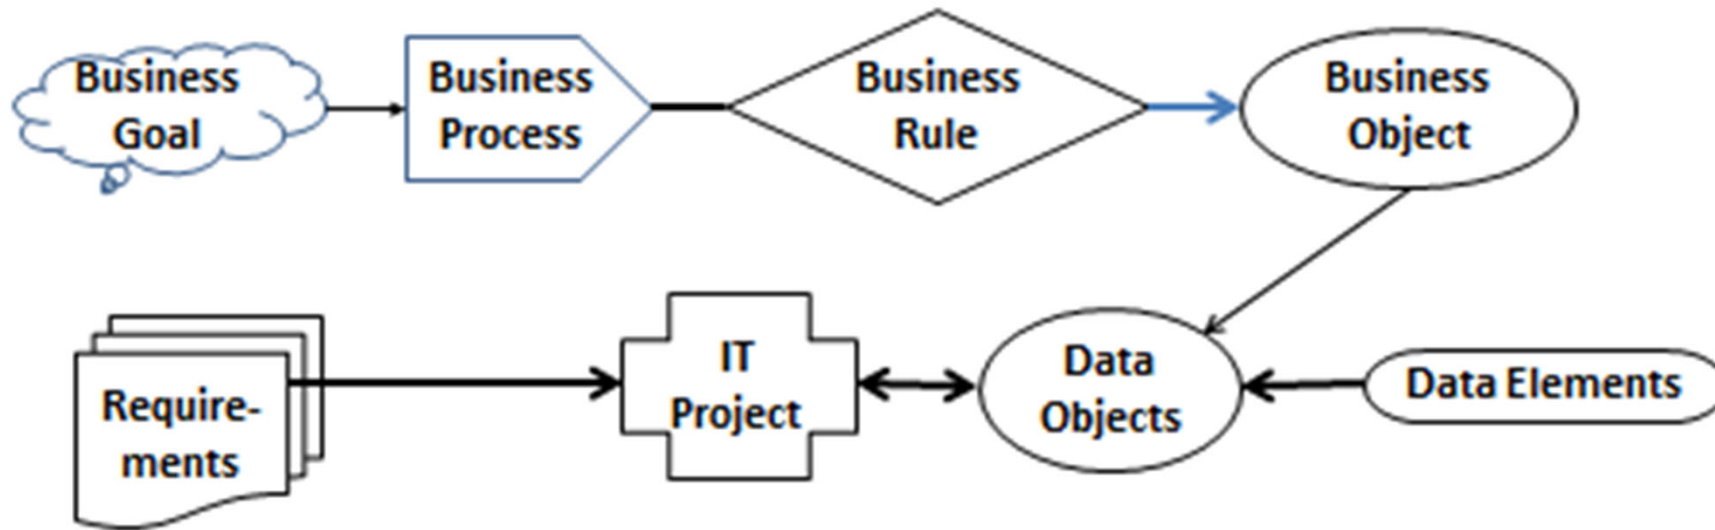 Business
Goal
Business
Process
Business
Rule
Business
Object
Require-
ments
IT
Project
Data
Objects
Data Elements